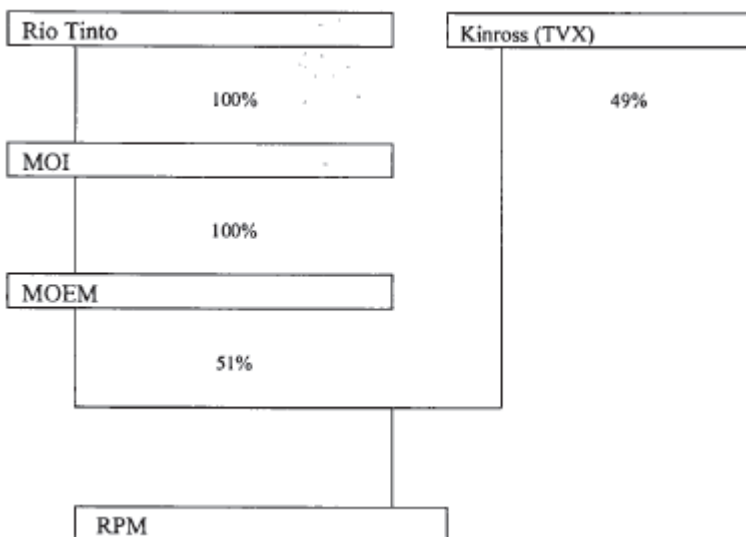 Rio Tinto
Kinross (TVX)
100%
49%
MOI
100%
MOEM
51%
RPM